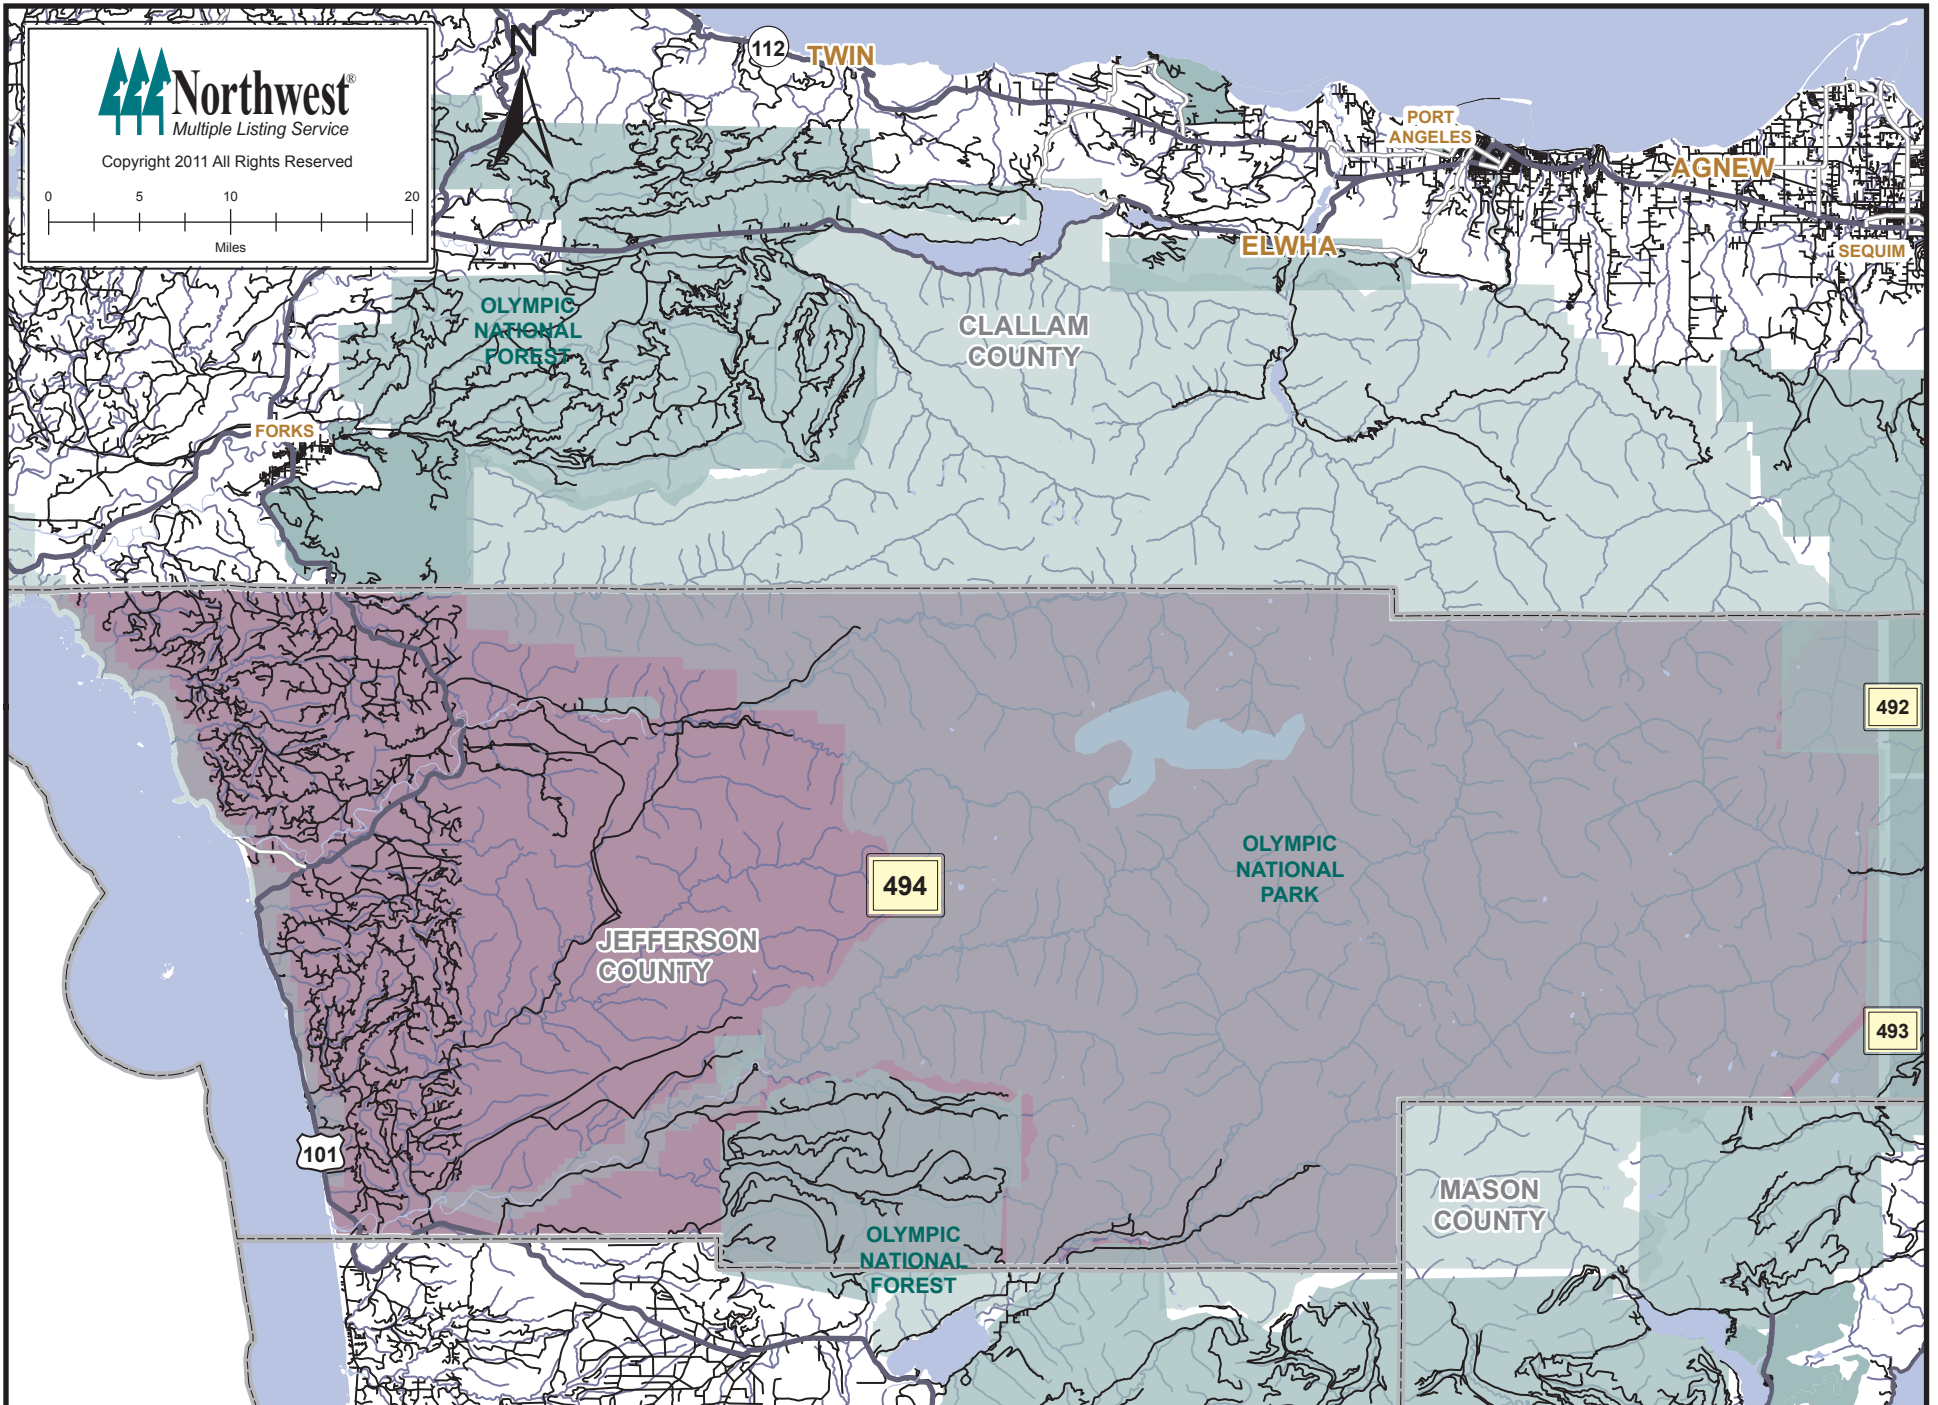 Northwest®
Multiple Listing Service
Copyright 2011 All Rights Reserved
0 5 10 20
Miles
N
112
TWIN
PORT
ANGELES
AGNEW
ELWHA
SEQUIM
OLYMPIC
NATIONAL
FOREST
CLALLAM
COUNTY
FORKS
492
OLYMPIC
NATIONAL
PARK
494
JEFFERSON
COUNTY
493
101
MASON
COUNTY
OLYMPIC
NATIONAL
FOREST